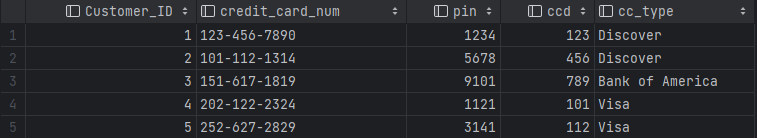 Customer_ID credit_card_num pin ccd cc_type
1 1 123-456-7890 1234 123 Discover
2 2 101-112-1314 5678 456 Discover
3 3 151-617-1819 9101 789 Bank of America
4 4 202-122-2324 1121 101 Visa
5 5 252-627-2829 3141 112 Visa